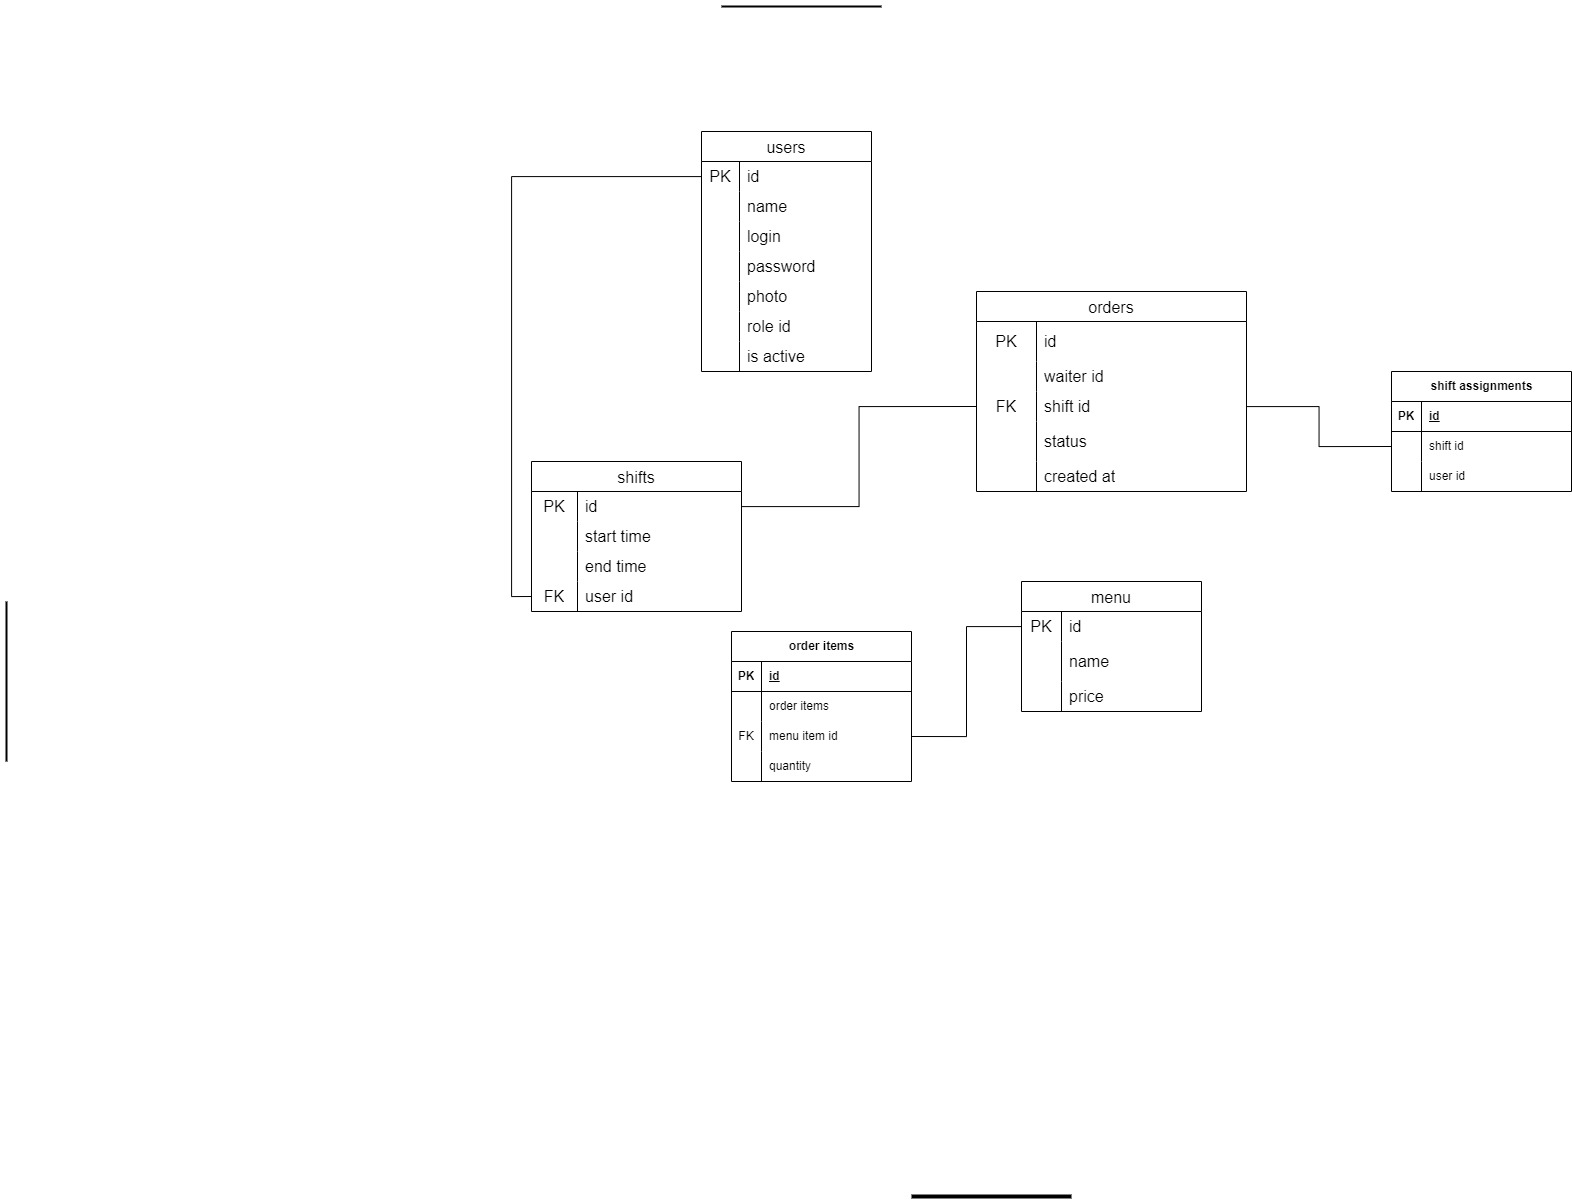 users
PK id
name
login
password
photo
role id
is active
orders
PK id
waiter id
FK shift id
status
created at
shift assignments
PK id
shift id
user id
shifts
PK id
start time
end time
FK user id
menu
PK id
name
price
order items
PK id
order items
FK menu item id
quantity